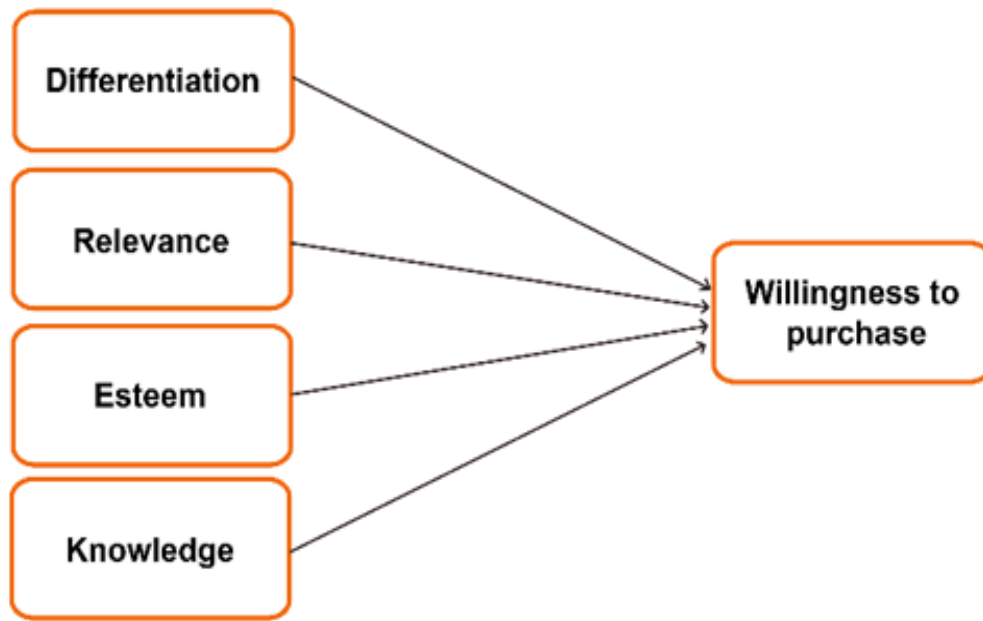 Differentiation
Relevance
Esteem
Knowledge
Willingness to
purchase